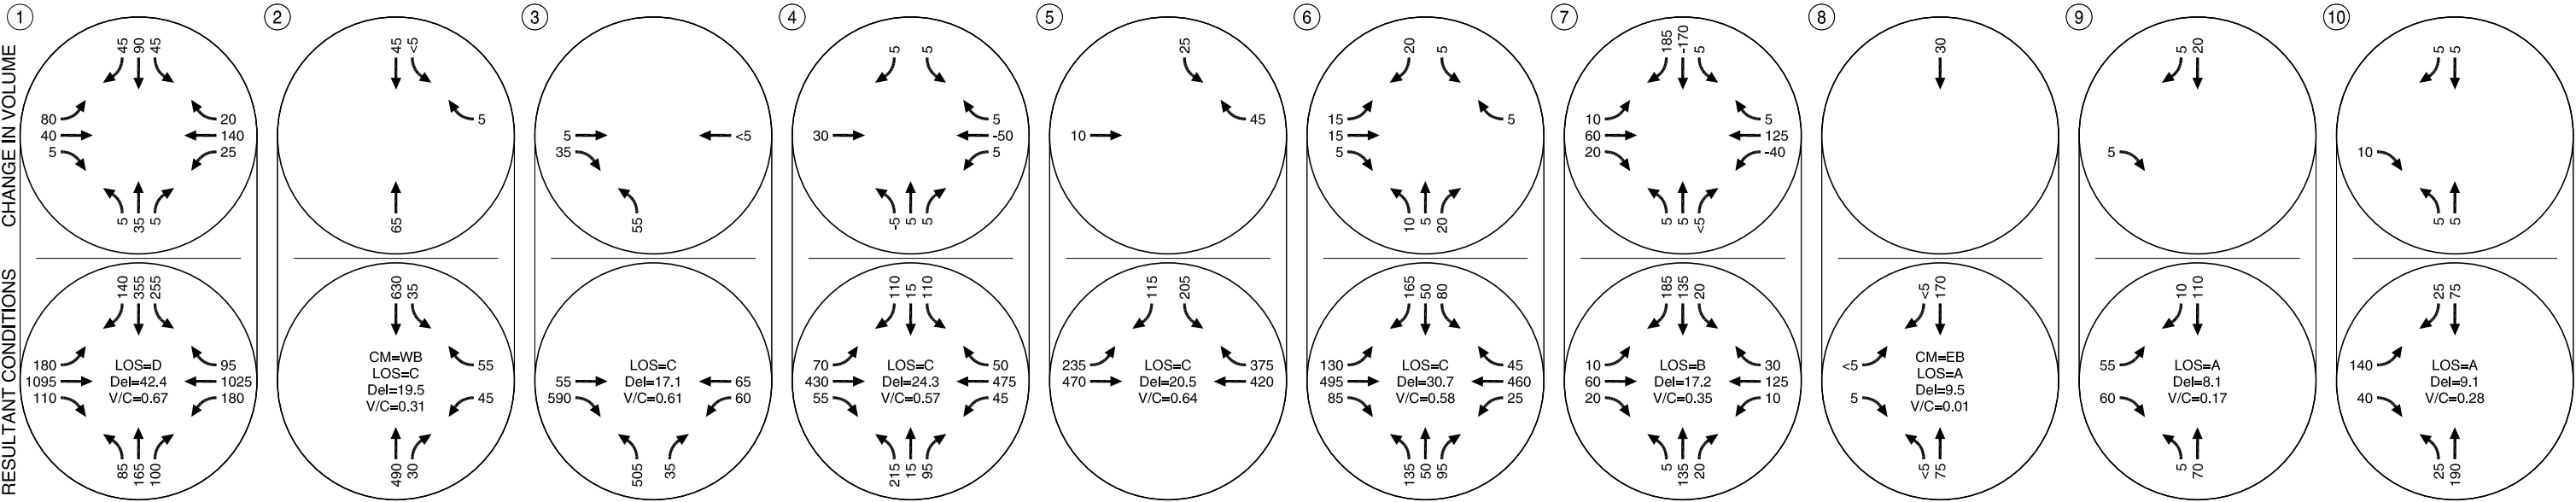 CHANGE IN VOLUME
RESULTANT CONDITIONS
1
45 90 45
80
40
5
20
140
25
5 35 5
140 355 255
180
1095
110
LOS=D
Del=42.4
V/C=0.67
95
1025
180
85 165 100
2
45 <5
5
65
630 35
CM=WB
LOS=C
Del=19.5
V/C=0.31
55
45
490 30
3
5
35
<5
55
55
590
LOS=C
Del=17.1
V/C=0.61
65
60
505 35
4
5 5
30
5
-50
5
-5 5 5
110 15 110
70
430
55
LOS=C
Del=24.3
V/C=0.57
50
475
45
215 15 95
5
25
10
45
115 205
235
470
LOS=C
Del=20.5
V/C=0.64
375
420
6
20 5
15
15
5
5
10 5 20
165 50 80
130
495
85
LOS=C
Del=30.7
V/C=0.58
45
460
25
135 50 95
7
185 -170 5
10
60
20
5
125
-40
5 5 <5
185 135 20
10
60
20
LOS=B
Del=17.2
V/C=0.35
30
125
10
5 135 20
8
30
<5 170
<5
5
CM=EB
LOS=A
Del=9.5
V/C=0.01
<5 75
9
5 20
5
10 110
55
60
LOS=A
Del=8.1
V/C=0.17
5 70
10
5 5
10
5 5
25 75
140
40
LOS=A
Del=9.1
V/C=0.28
25 190